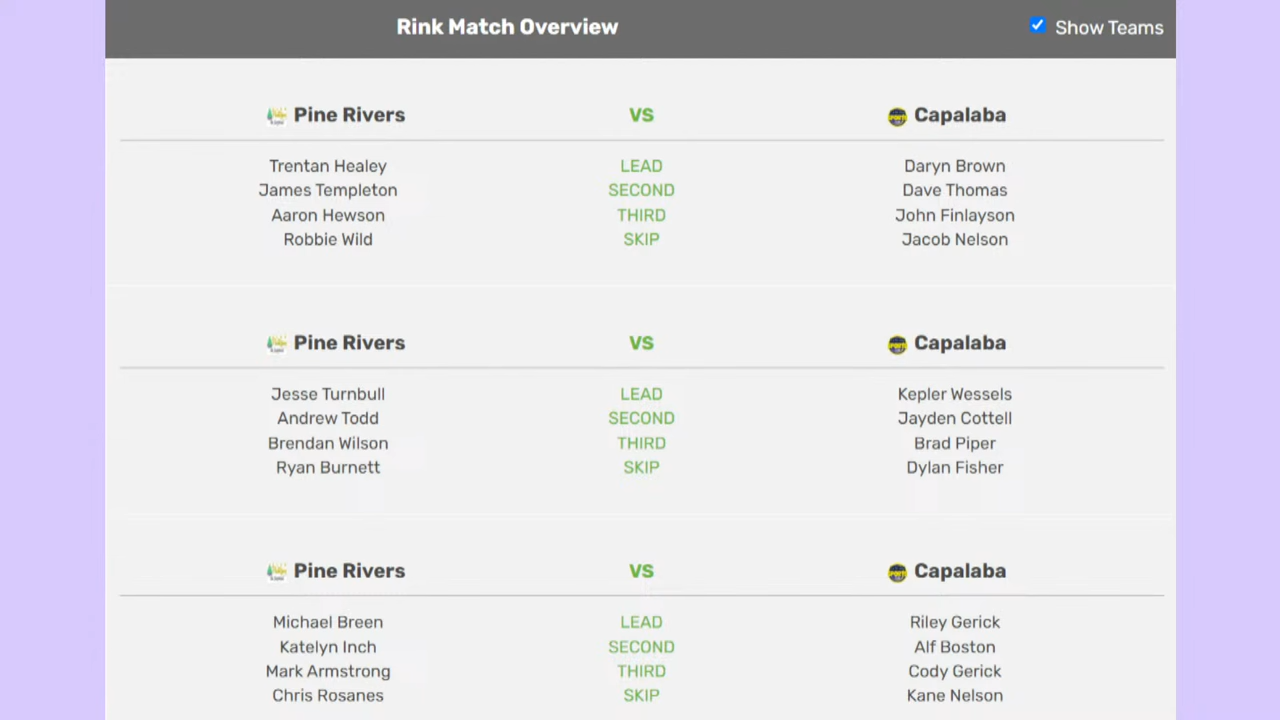 Rink Match Overview Show Teams
Pine Rivers VS Capalaba
Trentan Healey LEAD Daryn Brown
James Templeton SECOND Dave Thomas
Aaron Hewson THIRD John Finlayson
Robbie Wild SKIP Jacob Nelson
Pine Rivers VS Capalaba
Jesse Turnbull LEAD Kepler Wessels
Andrew Todd SECOND Jayden Cottell
Brendan Wilson THIRD Brad Piper
Ryan Burnett SKIP Dylan Fisher
Pine Rivers VS Capalaba
Michael Breen LEAD Riley Gerick
Katelyn Inch SECOND Alf Boston
Mark Armstrong THIRD Cody Gerick
Chris Rosanes SKIP Kane Nelson